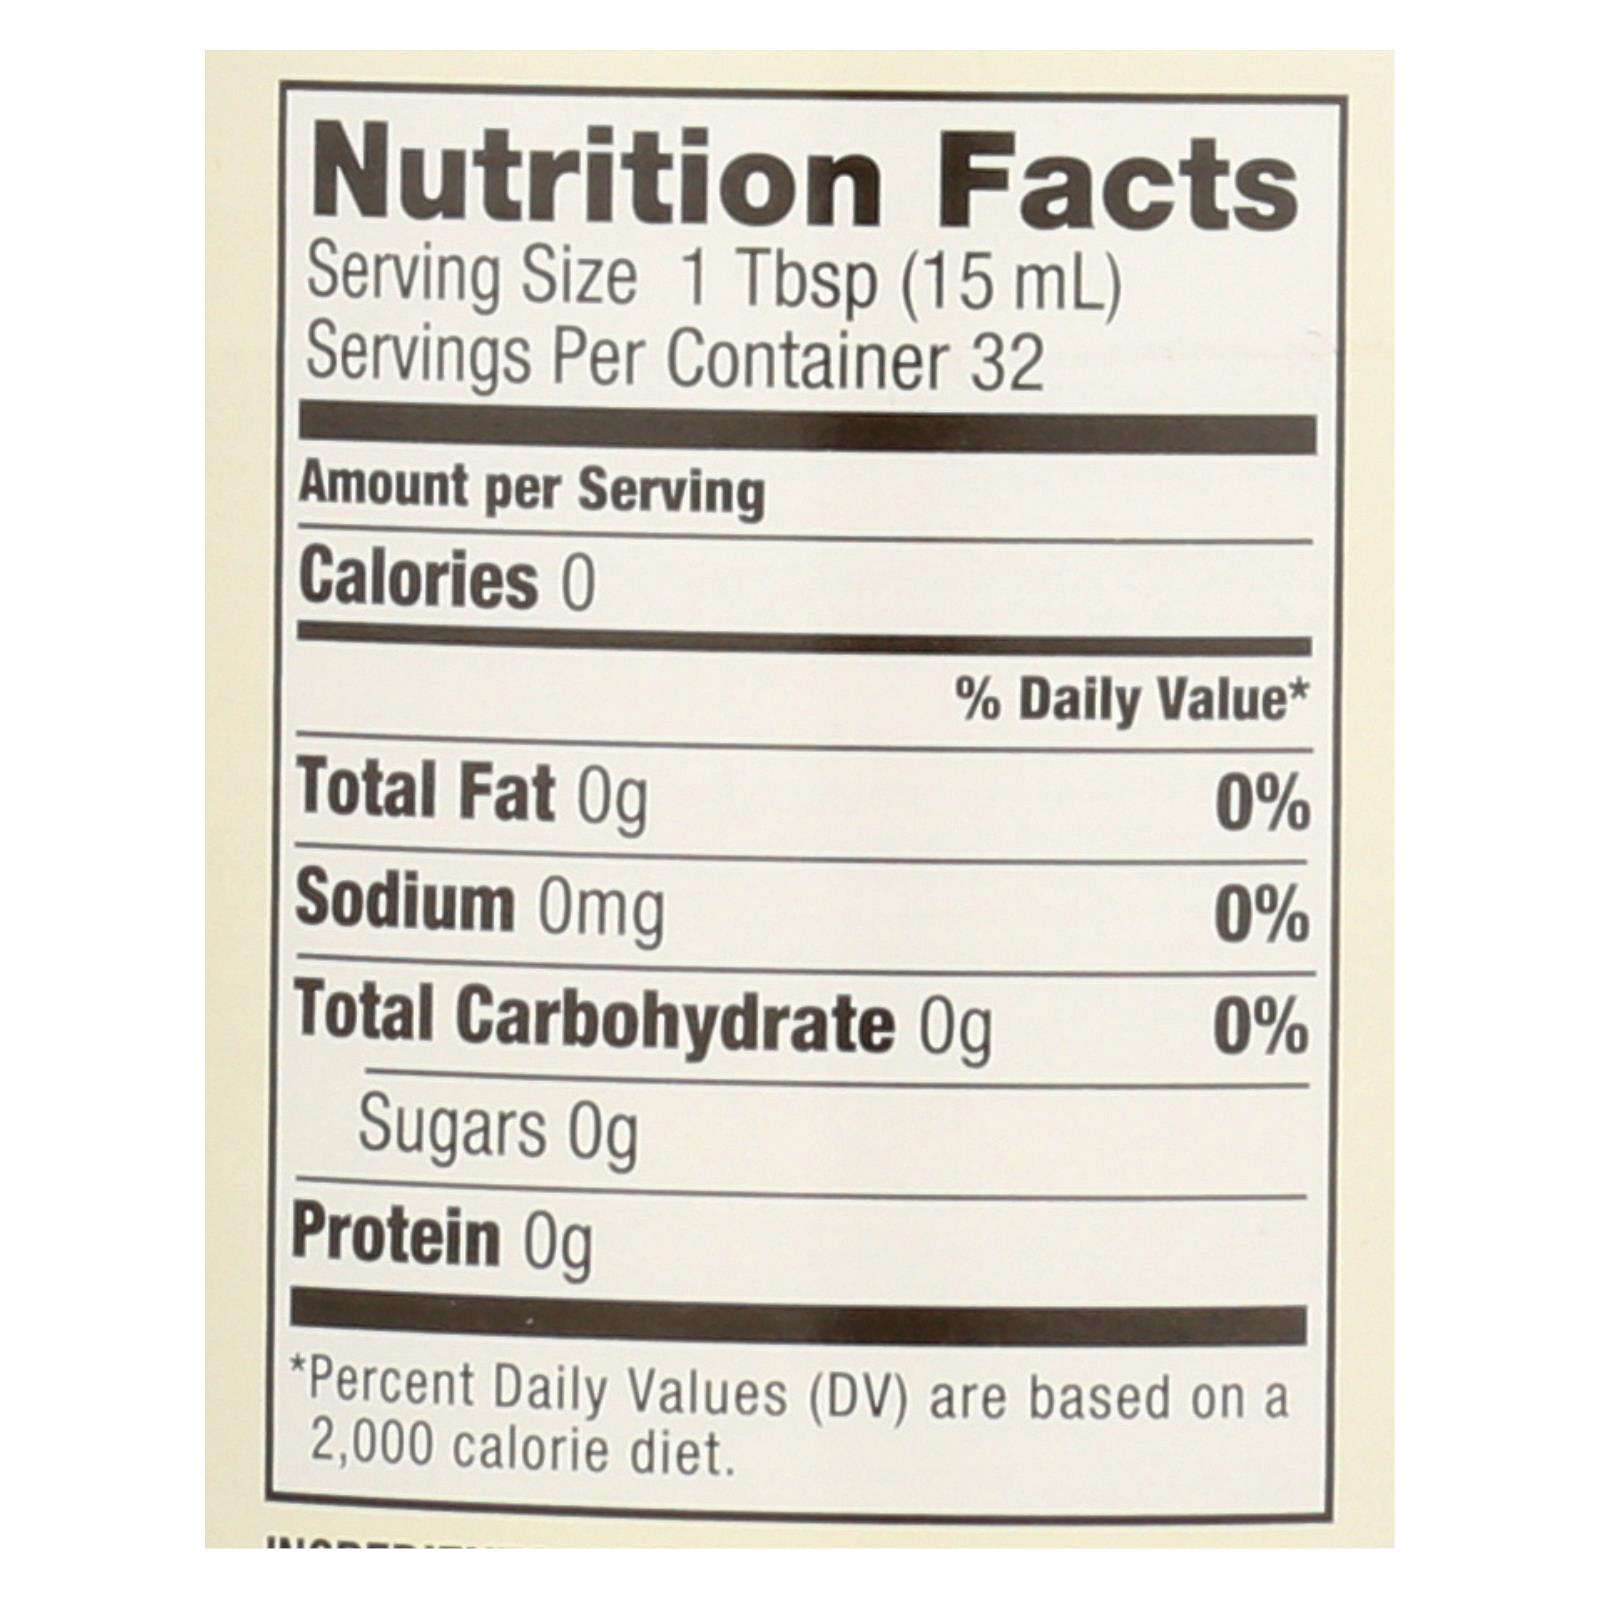 Nutrition Facts
Serving Size 1 Tbsp (15 mL)
Servings Per Container 32
Amount per Serving
Calories 0
% Daily Value*
Total Fat 0g 0%
Sodium 0mg 0%
Total Carbohydrate 0g 0%
Sugars 0g
Protein 0g
*Percent Daily Values (DV) are based on a
2,000 calorie diet.